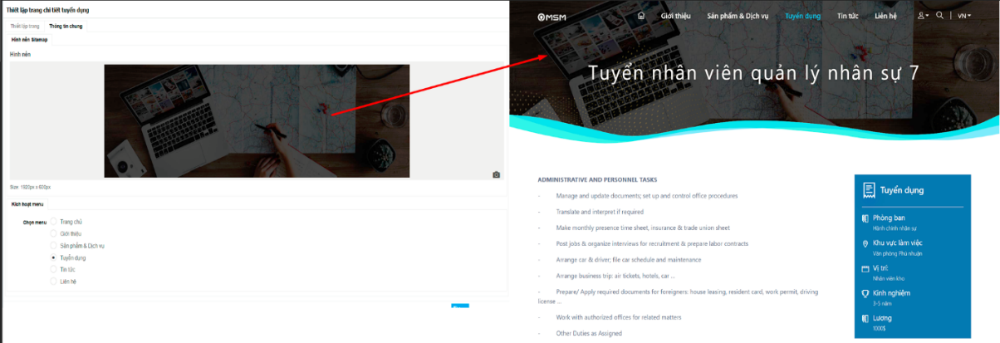 Thiết lập trang chi tiết tuyển dụng
Thiết lập trang
Thông tin chung
Hình nền Sitemap
Hình nền
Size: 1920px x 600px
Kích hoạt menu
Chọn menu
Trang chủ
Giới thiệu
Sản phẩm & Dịch vụ
Tuyển dụng
Tin tức
Liên hệ
MSM
Giới thiệu
Sản phẩm & Dịch vụ
Tuyển dụng
Tin tức
Liên hệ
VN
Tuyển nhân viên quản lý nhân sự 7
ADMINISTRATIVE AND PERSONNEL TASKS
- Manage and update documents; set up and control office procedures
- Translate and interpret if required
- Make monthly presence time sheet, insurance & trade union sheet
- Post jobs & organize interviews for recruitment & prepare labor contracts
- Arrange car & driver; file car schedule and maintenance
- Arrange business trip: air tickets, hotels, car ...
- Prepare/ Apply required documents for foreigners: house leasing, resident card, work permit, driving
license ...
- Work with authorized offices for related matters
- Other Duties as Assigned
Tuyển dụng
Phòng ban
Hành chính nhân sự
Khu vực làm việc
Văn phòng Phú nhuận
Vị trí:
Nhân viên kho
Kinh nghiệm
3-5 năm
Lương
1000$